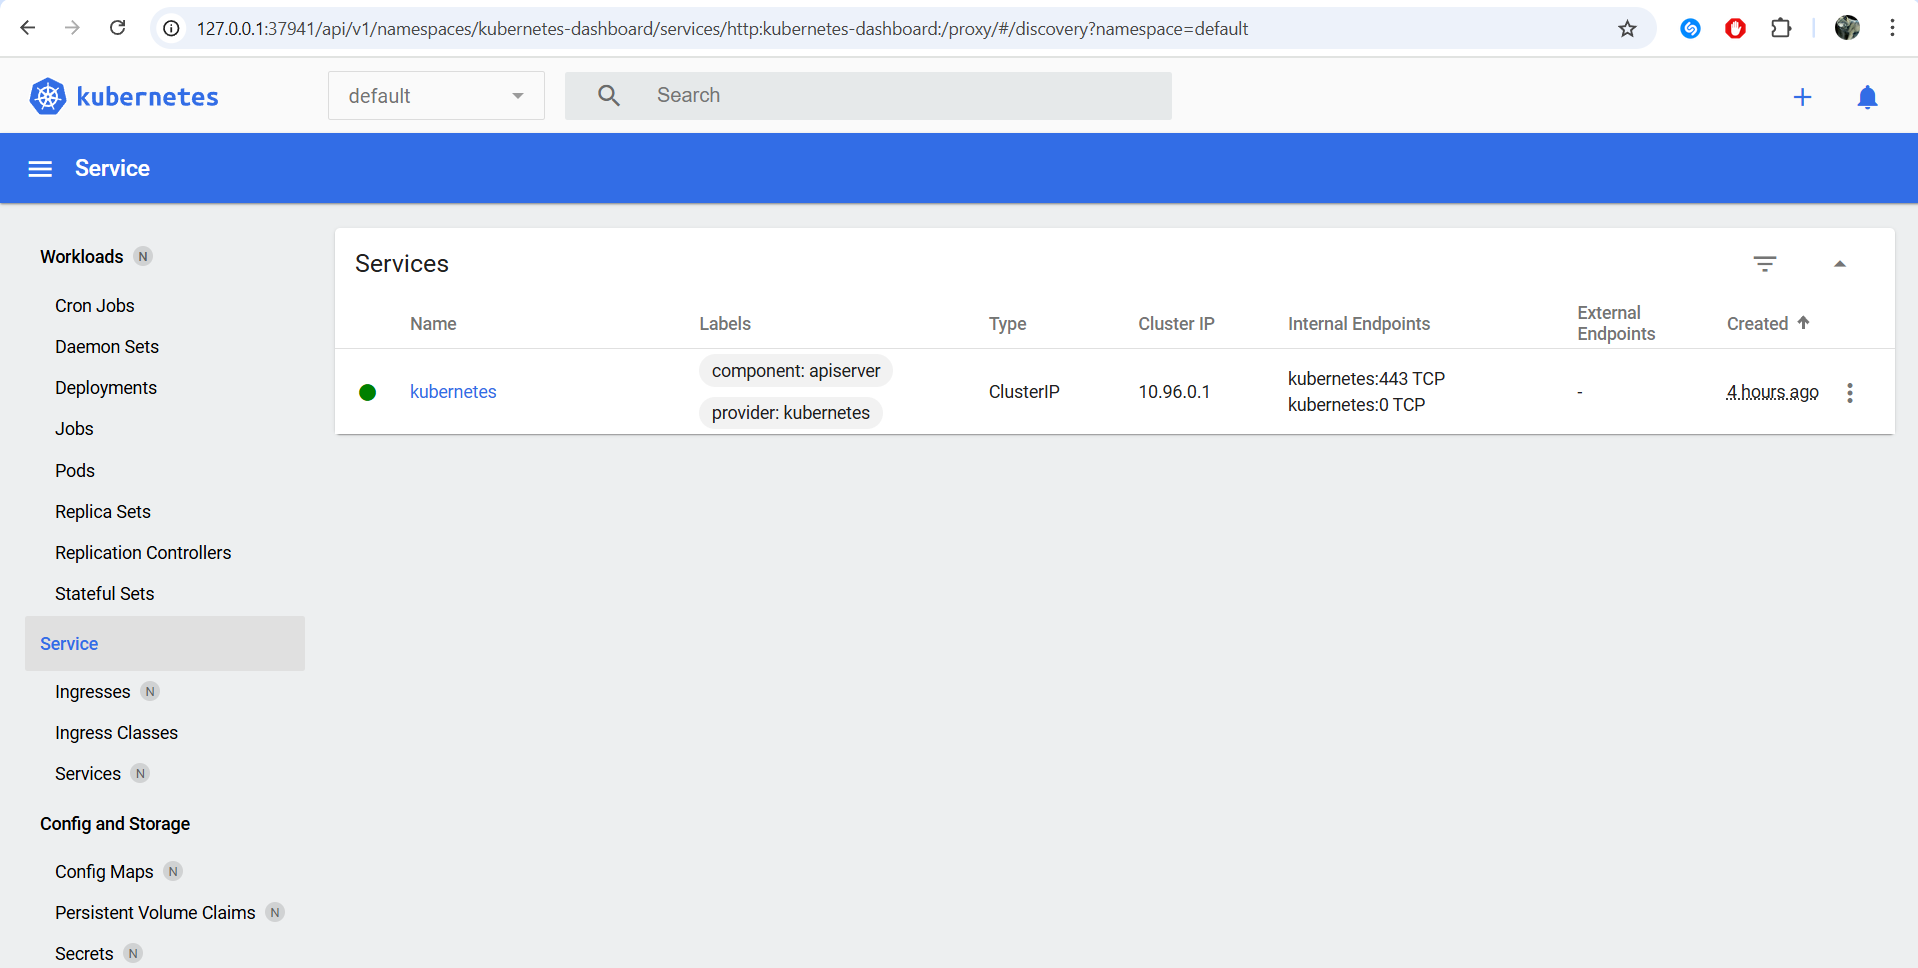 127.0.0.1:37941/api/v1/namespaces/kubernetes-dashboard/services/http:kubernetes-dashboard:/proxy/#/discovery?namespace=default
kubernetes
default
Search
Service
Workloads N
Cron Jobs
Daemon Sets
Deployments
Jobs
Pods
Replica Sets
Replication Controllers
Stateful Sets
Service
Ingresses N
Ingress Classes
Services N
Config and Storage
Config Maps N
Persistent Volume Claims N
Secrets N
Services
Name Labels Type Cluster IP Internal Endpoints External Endpoints Created
kubernetes
component: apiserver
provider: kubernetes
ClusterIP
10.96.0.1
kubernetes:443 TCP
kubernetes:0 TCP
-
4 hours ago